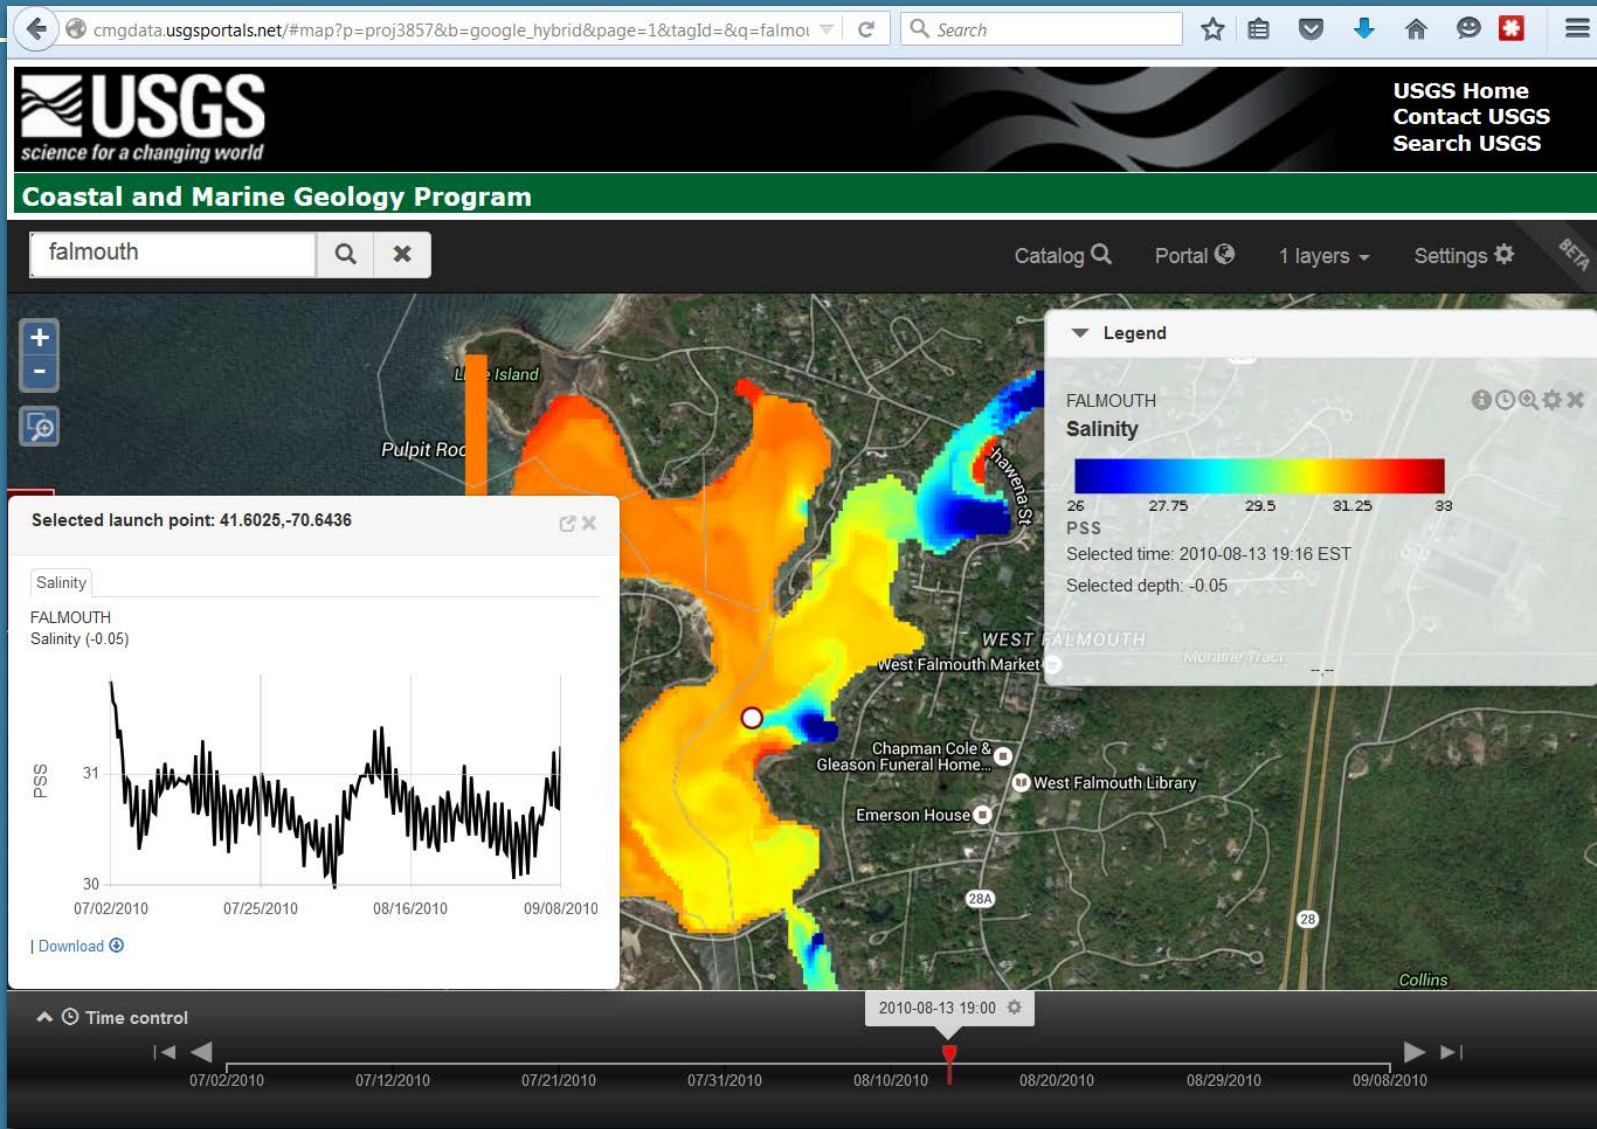 cmgdata.usgsportals.net/#map?p=proj3857&b=google_hybrid&page=1&tagId=&q=falmou
Search
USGS
science for a changing world
USGS Home
Contact USGS
Search USGS
Coastal and Marine Geology Program
falmouth
Catalog
Portal
1 layers
Settings
BETA
+
-
Island
Pulpit Roc
hawena St
WEST FALMOUTH
West Falmouth Market
Moraine Tract
Chapman Cole &
Gleason Funeral Home...
West Falmouth Library
Emerson House
28A
28
Collins
Legend
FALMOUTH
Salinity
26 27.75 29.5 31.25 33
PSS
Selected time: 2010-08-13 19:16 EST
Selected depth: -0.05
--,--
Selected launch point: 41.6025,-70.6436
Salinity
FALMOUTH
Salinity (-0.05)
PSS
31
30
07/02/2010 07/25/2010 08/16/2010 09/08/2010
| Download
Time control
2010-08-13 19:00
07/02/2010 07/12/2010 07/21/2010 07/31/2010 08/10/2010 08/20/2010 08/29/2010 09/08/2010